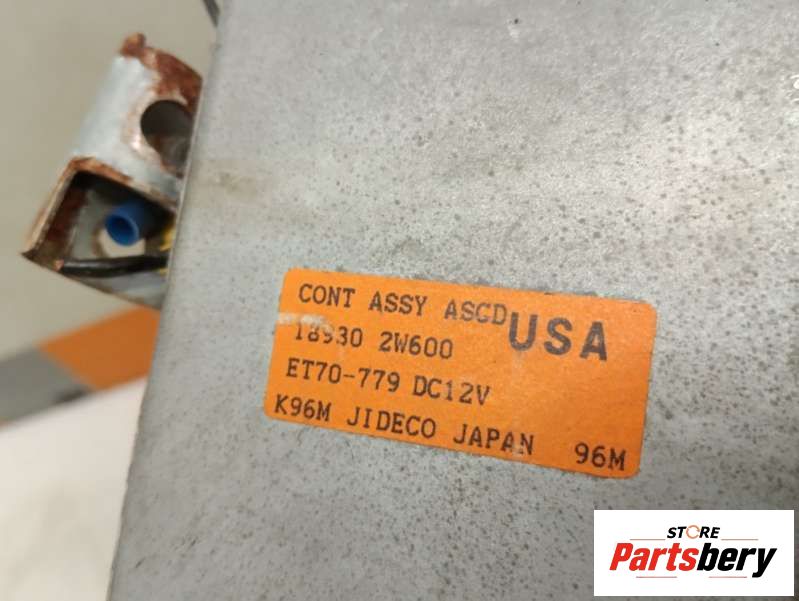 CONT ASSY ASCD USA
18930 2W600
ET70-779 DC12V
K96M JIDECO JAPAN 96M
STORE
Partsbery